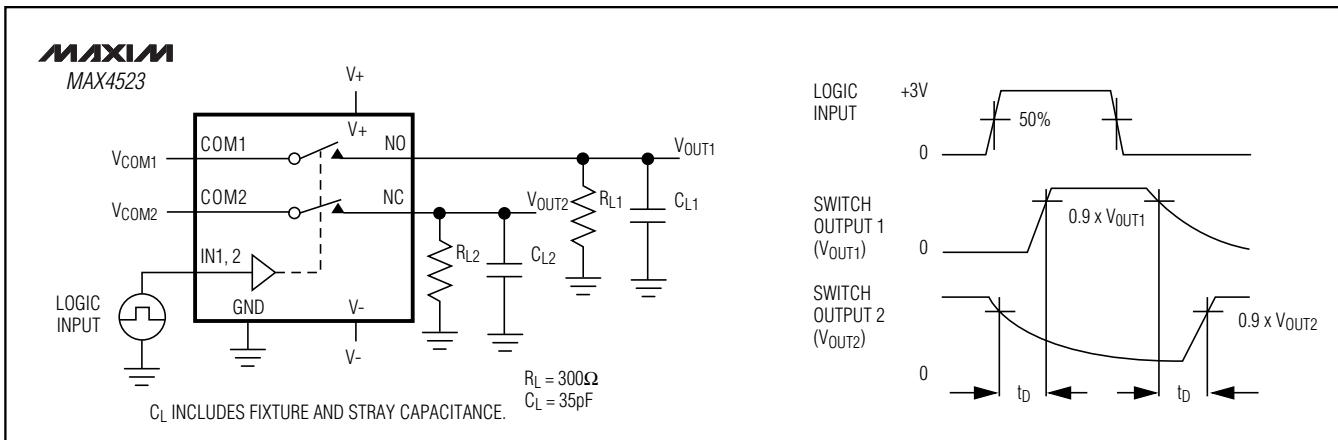 MAXIM
MAX4523
V+
V+
COM1
NO
VCOM1
VOUT1
COM2
NC
VCOM2
VOUT2
RL1
CL1
IN1, 2
RL2
CL2
LOGIC
INPUT
GND
V-
V-
RL = 300Ω
CL = 35pF
CL INCLUDES FIXTURE AND STRAY CAPACITANCE.
LOGIC
INPUT
+3V
50%
0
SWITCH
OUTPUT 1
(VOUT1)
0.9 x VOUT1
0
SWITCH
OUTPUT 2
(VOUT2)
0.9 x VOUT2
0
tD
tD